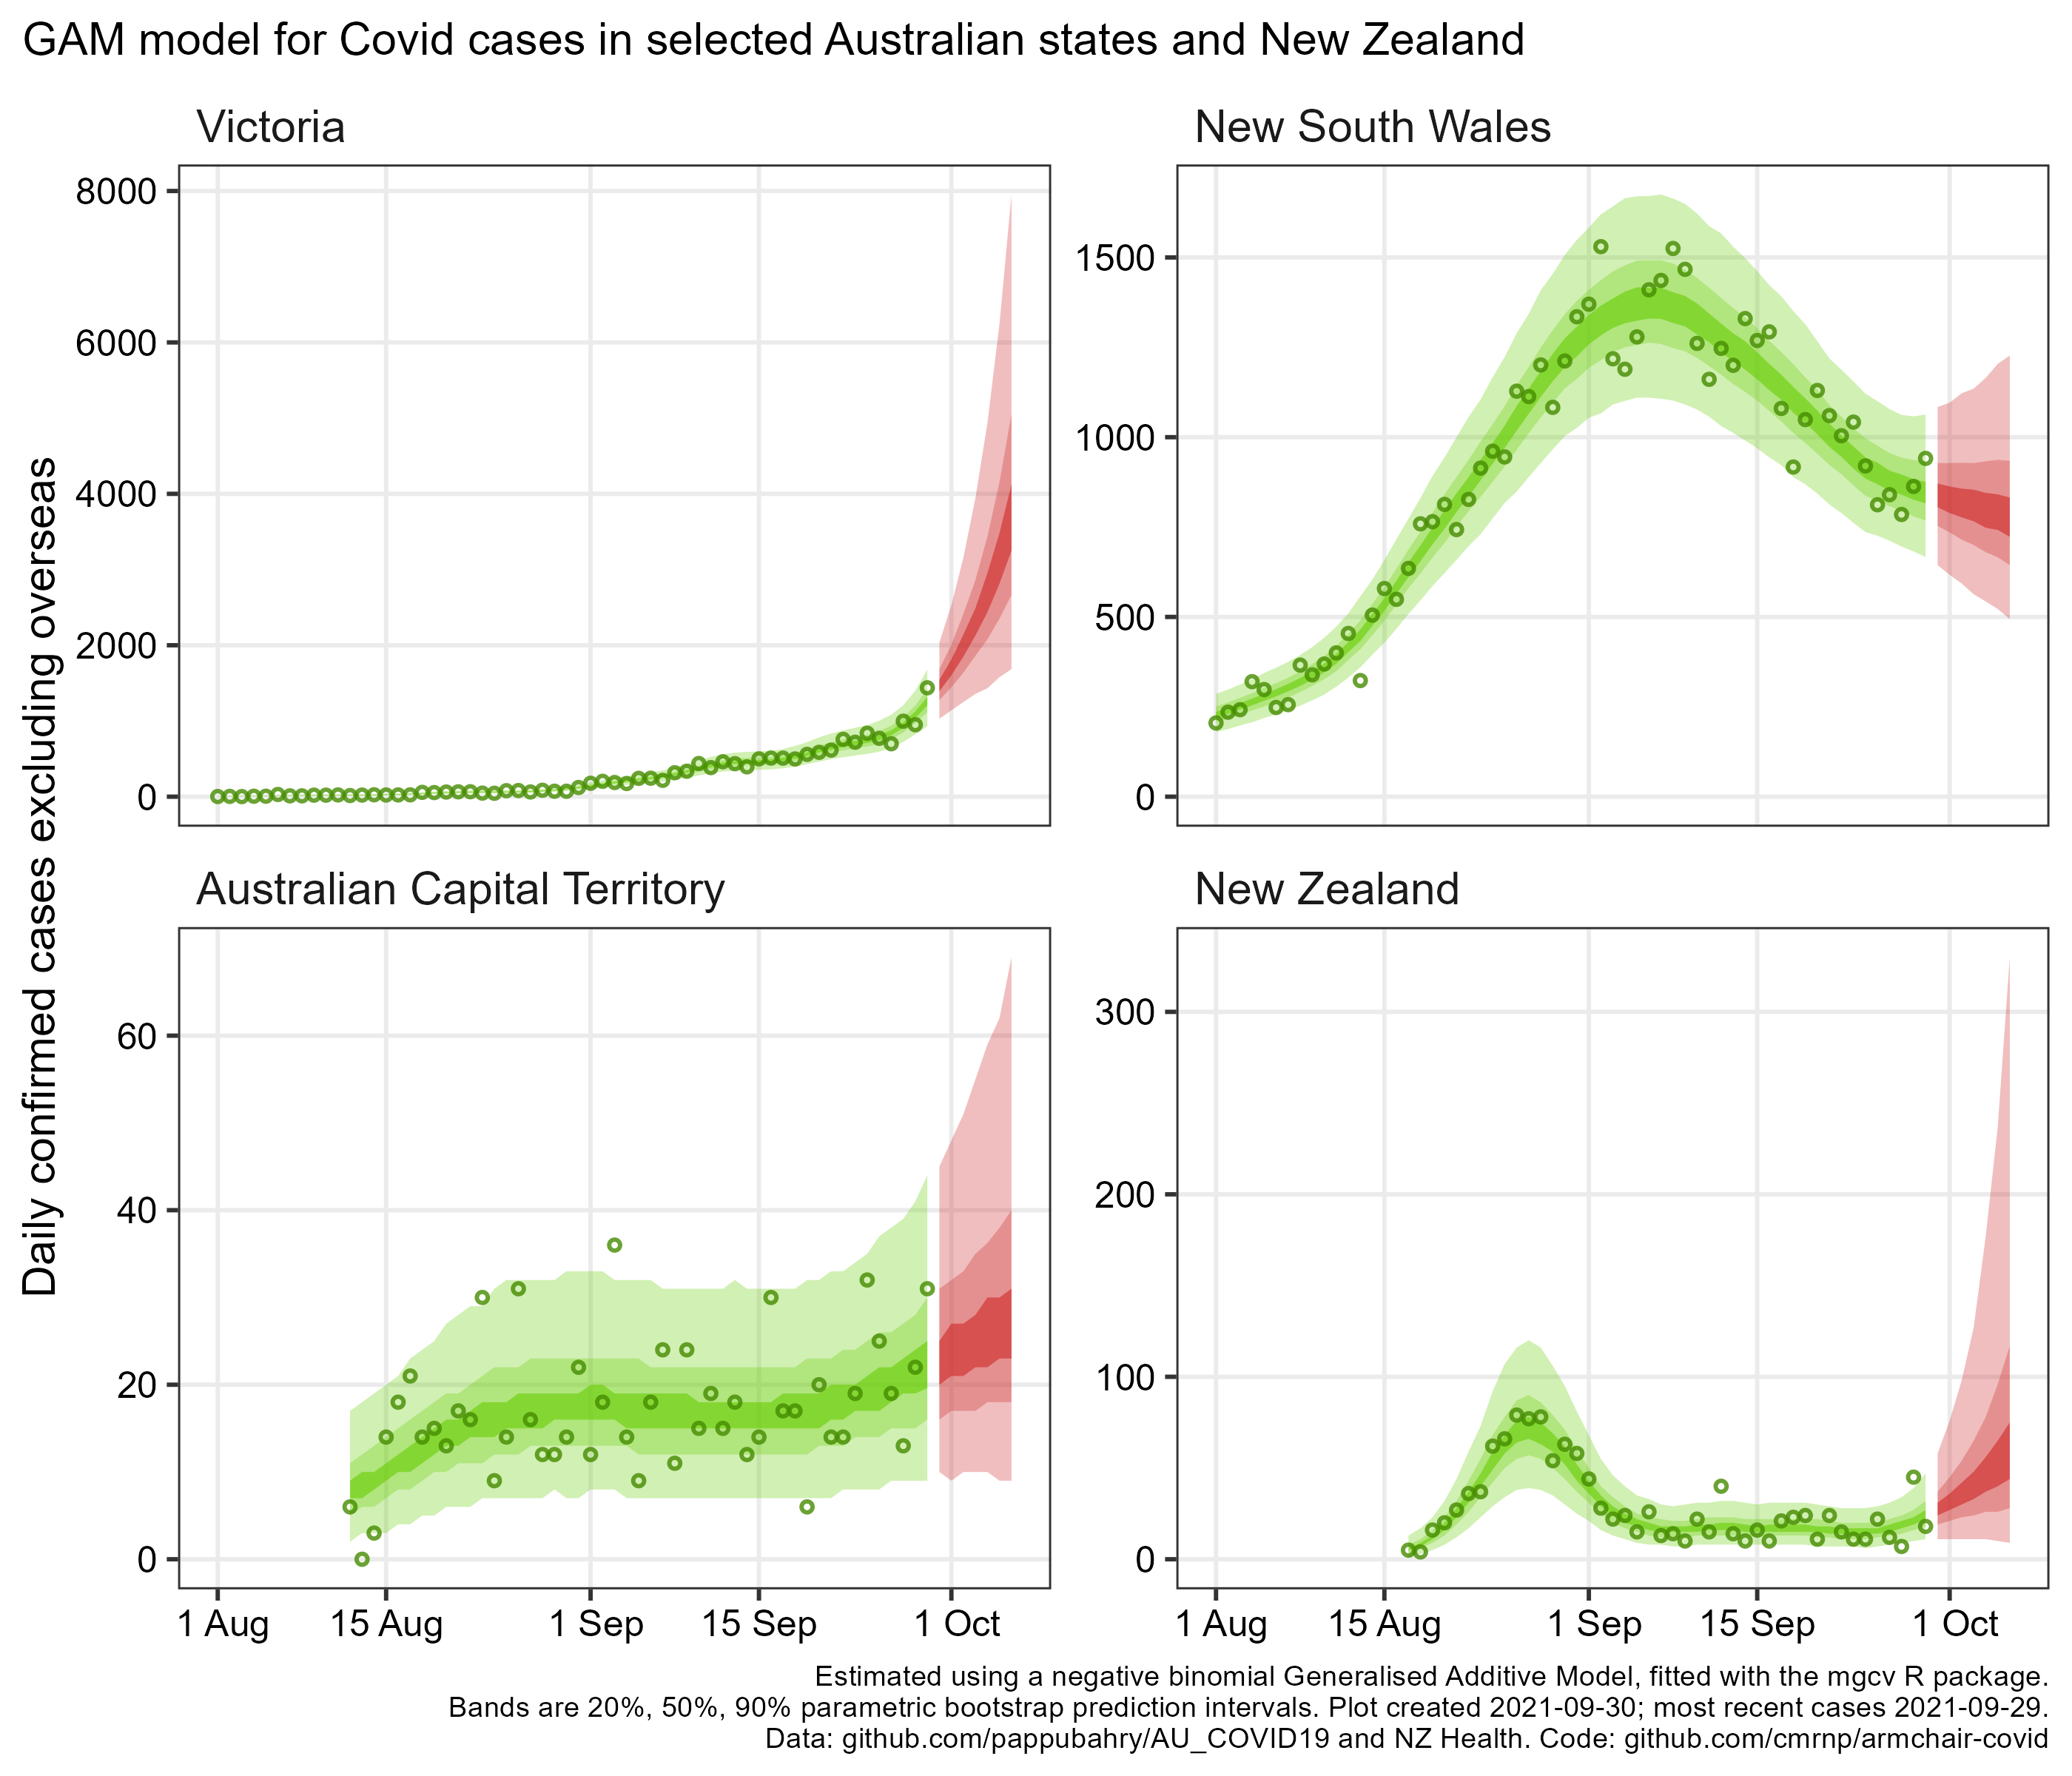 GAM model for Covid cases in selected Australian states and New Zealand
Daily confirmed cases excluding overseas
Victoria
8000
6000
4000
2000
0
New South Wales
1500
1000
500
0
Australian Capital Territory
60
40
20
0
1 Aug 15 Aug 1 Sep 15 Sep 1 Oct
New Zealand
300
200
100
0
1 Aug 15 Aug 1 Sep 15 Sep 1 Oct
Estimated using a negative binomial Generalised Additive Model, fitted with the mgcv R package.
Bands are 20%, 50%, 90% parametric bootstrap prediction intervals. Plot created 2021-09-30; most recent cases 2021-09-29.
Data: github.com/pappubahry/AU_COVID19 and NZ Health. Code: github.com/cmrnp/armchair-covid